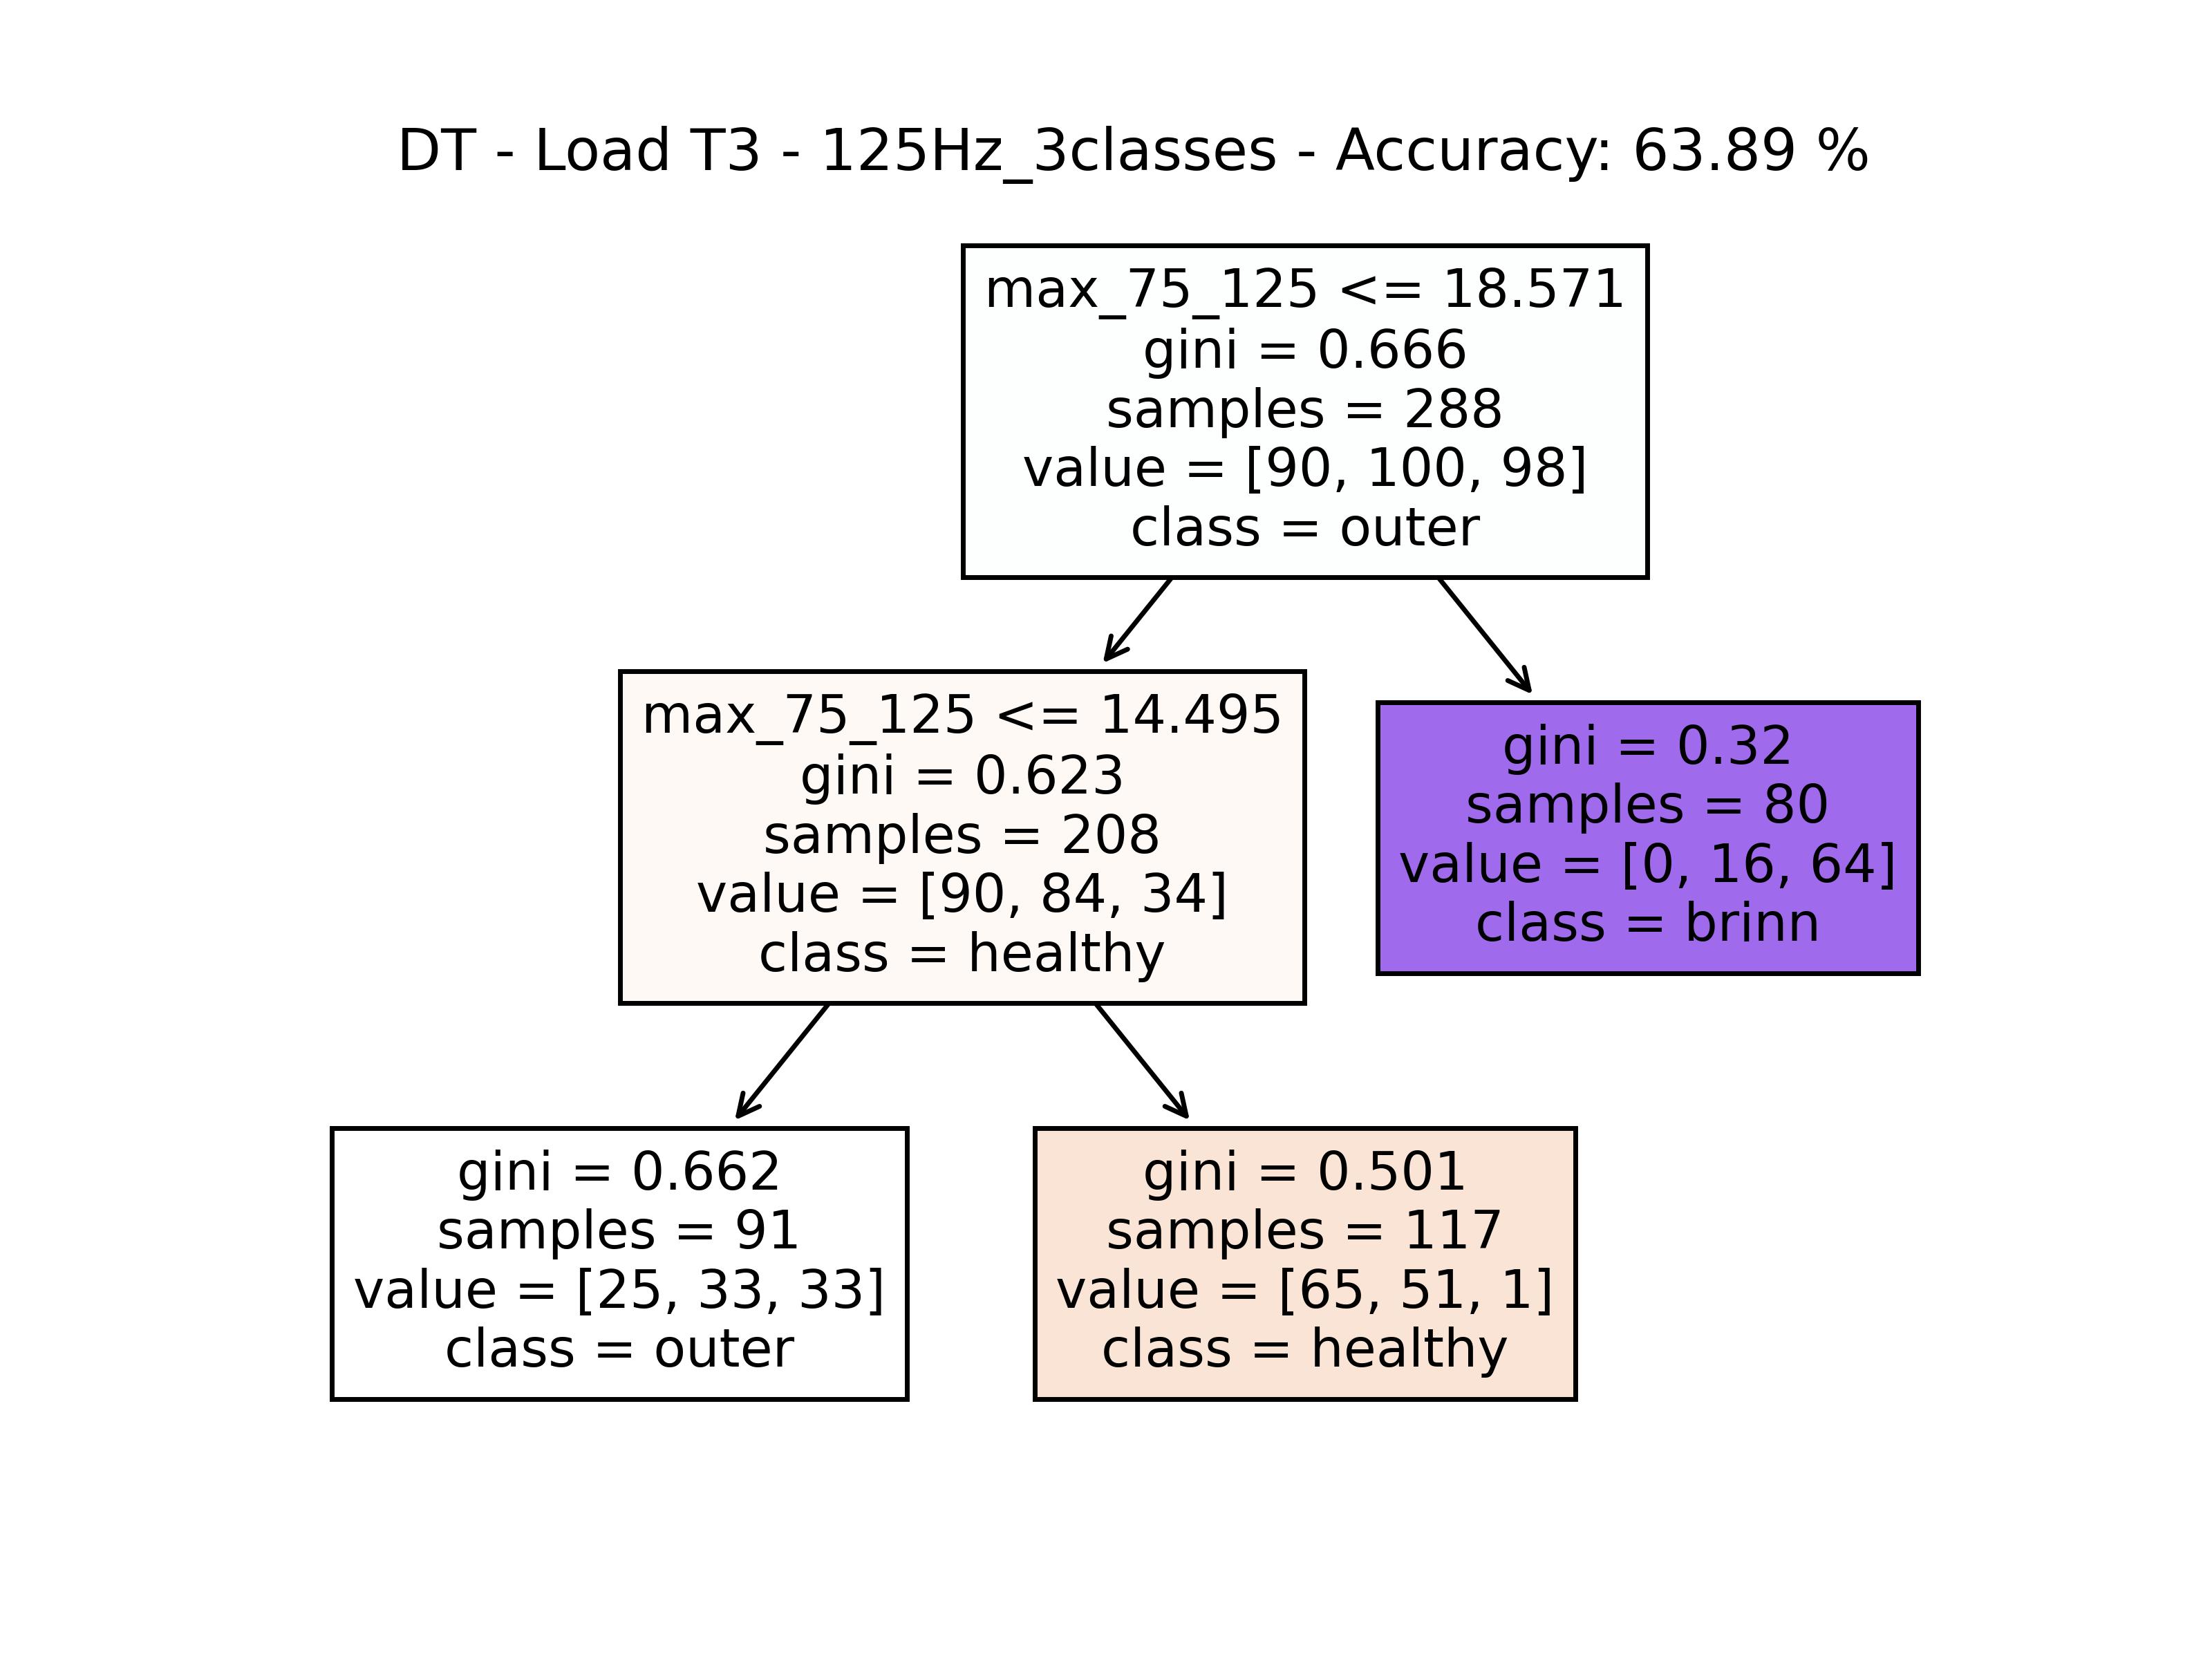 DT - Load T3 - 125Hz_3classes - Accuracy: 63.89 %
max_75_125 <= 18.571
gini = 0.666
samples = 288
value = [90, 100, 98]
class = outer
max_75_125 <= 14.495
gini = 0.623
samples = 208
value = [90, 84, 34]
class = healthy
gini = 0.32
samples = 80
value = [0, 16, 64]
class = brinn
gini = 0.662
samples = 91
value = [25, 33, 33]
class = outer
gini = 0.501
samples = 117
value = [65, 51, 1]
class = healthy